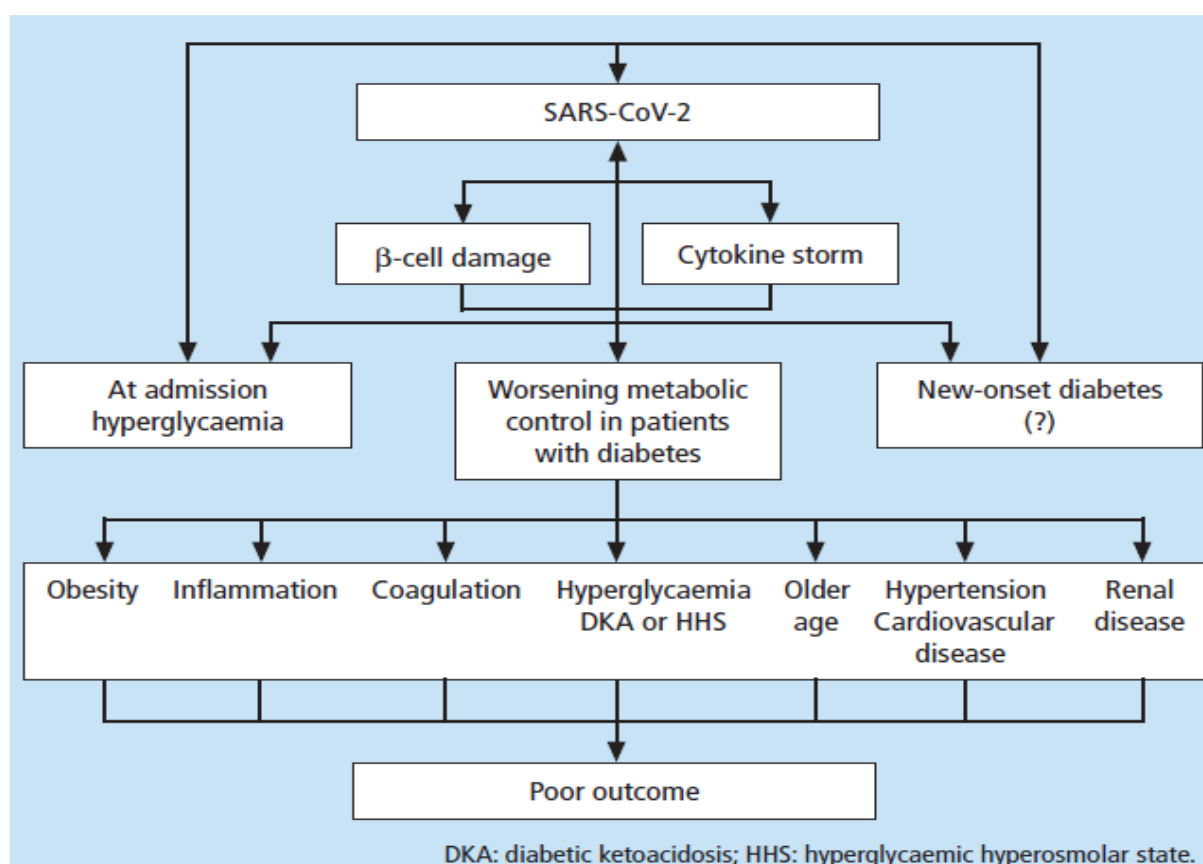 SARS-CoV-2
β-cell damage
Cytokine storm
At admission
hyperglycaemia
Worsening metabolic
control in patients
with diabetes
New-onset diabetes
(?)
Obesity
Inflammation
Coagulation
Hyperglycaemia
DKA or HHS
Older
age
Hypertension
Cardiovascular
disease
Renal
disease
Poor outcome
DKA: diabetic ketoacidosis; HHS: hyperglycaemic hyperosmolar state.